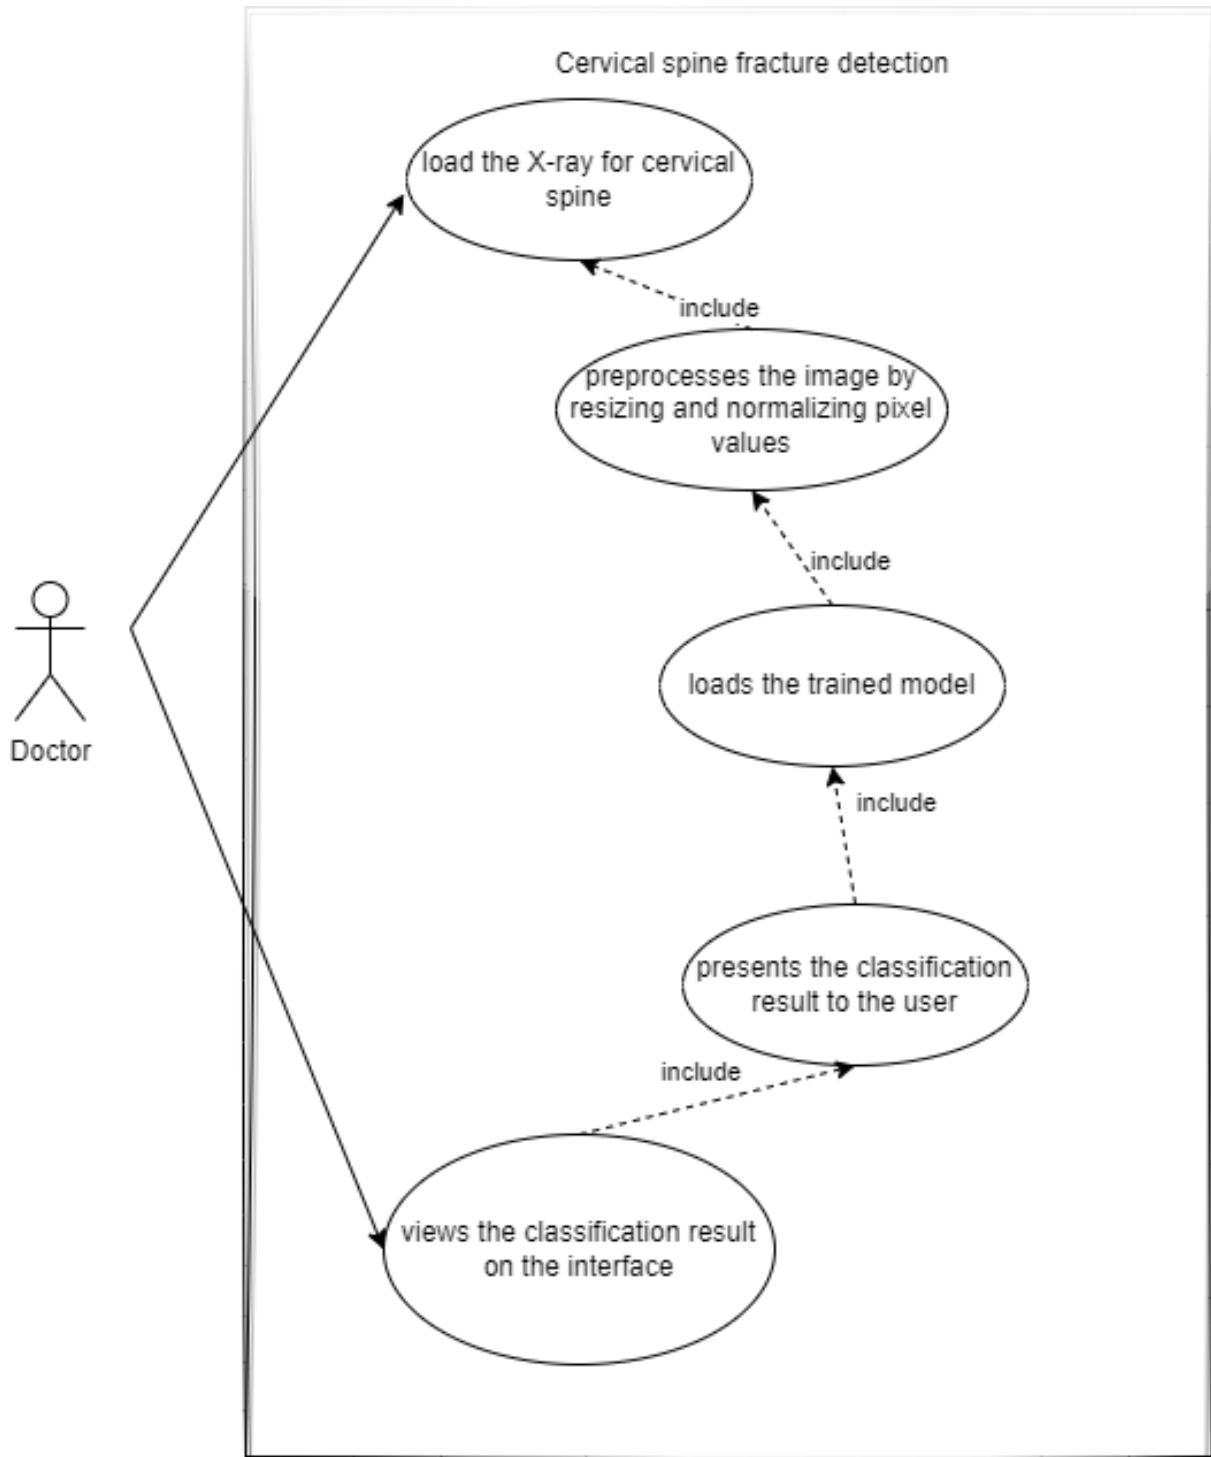 Cervical spine fracture detection
load the X-ray for cervical
spine
include
preprocesses the image by
resizing and normalizing pixel
values
include
loads the trained model
Doctor
include
presents the classification
result to the user
include
views the classification result
on the interface